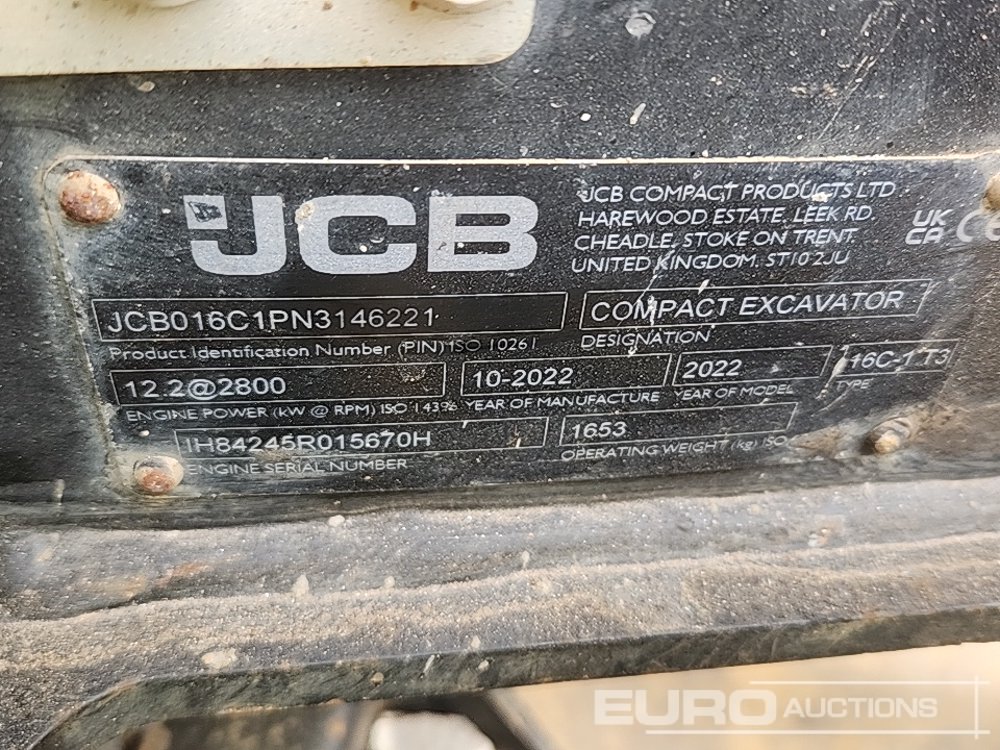 JCB
JCB COMPACT PRODUCTS LTD
HAREWOOD ESTATE, LEEK RD,
CHEADLE, STOKE ON TRENT
UNITED KINGDOM, ST10 2JU
UK
CA
CE
JCB016C1PN3146221
Product Identification Number (PIN) ISO 10261
COMPACT EXCAVATOR
DESIGNATION
12.2@2800
ENGINE POWER (kW @ RPM) ISO 14396
10-2022
YEAR OF MANUFACTURE
2022
YEAR OF MODEL
16C-1 T3
TYPE
IH84245R015670H
ENGINE SERIAL NUMBER
1653
OPERATING WEIGHT (kg) ISO
EURO AUCTIONS